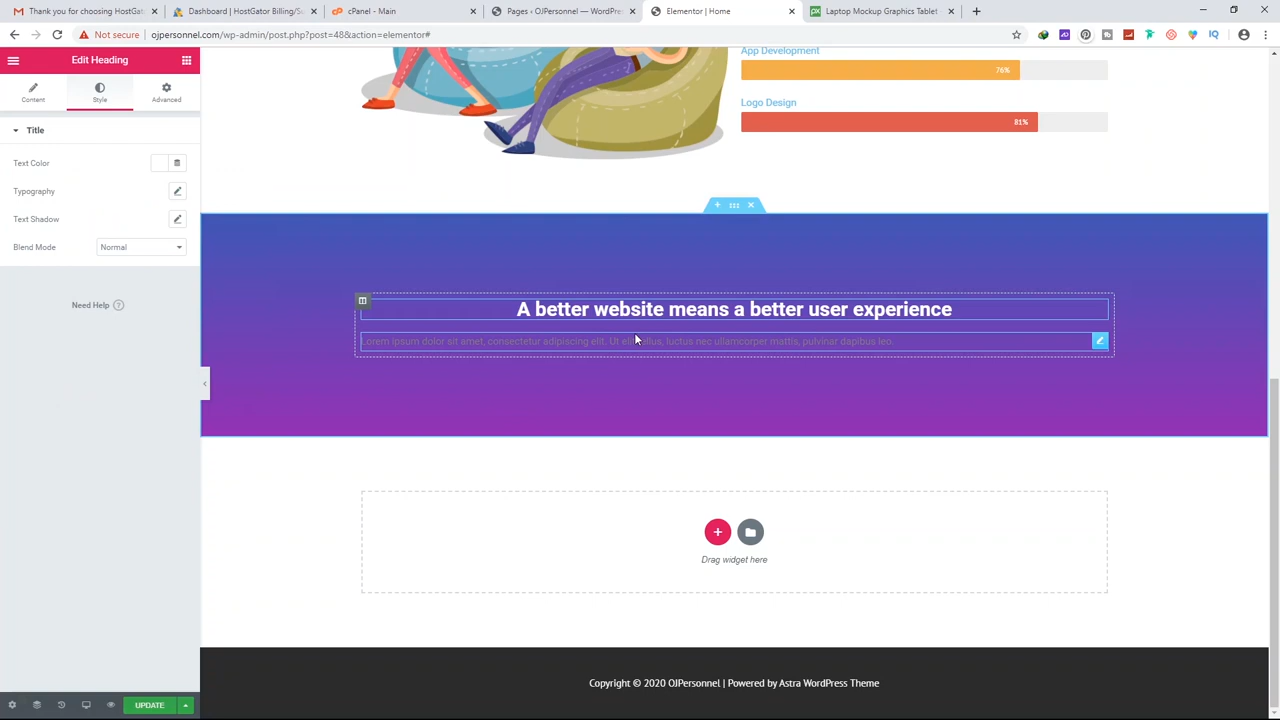 Thank you for choosing HostGat
Dashboard | HostGator Billing/Su
cPanel - Main
Pages ‹ OJPersonnel — WordPres
Elementor | Home
Laptop Mockup Graphics Tablet
Not secure
ojpersonnel.com/wp-admin/post.php?post=48&action=elementor#
Edit Heading
Content
Style
Advanced
Title
Text Color
Typography
Text Shadow
Blend Mode
Normal
Need Help
App Development
76%
Logo Design
81%
A better website means a better user experience
Lorem ipsum dolor sit amet, consectetur adipiscing elit. Ut elit tellus, luctus nec ullamcorper mattis, pulvinar dapibus leo.
Drag widget here
UPDATE
Copyright © 2020 OJPersonnel | Powered by Astra WordPress Theme